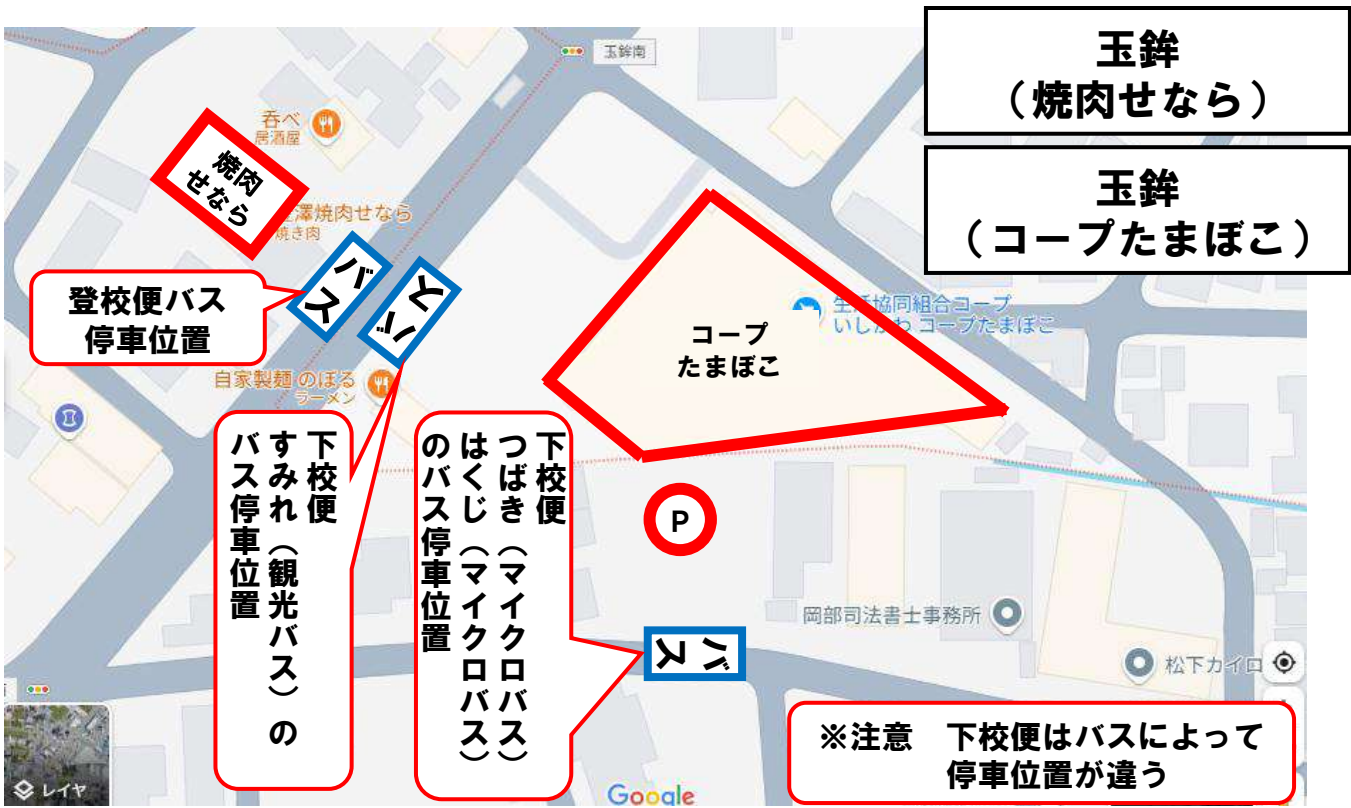 玉鉾
（焼肉せなら）
玉鉾
（コープたまぼこ）
玉鉾南
呑べ
居酒屋
焼肉
せなら
澤焼肉せなら
焼き肉
バス
バス
登校便バス
停車位置
コープ
たまぼこ
生活協同組合コープ
いしかわ コープたまぼこ
自家製麺 のぼる
ラーメン
下校便
すみれ（観光バス）の
バス停車位置
下校便
つばき（マイクロバス）
はくじ（マイクロバス）
のバス停車位置
P
岡部司法書士事務所
バス
松下カイロ
※注意　下校便はバスによって
停車位置が違う
レイヤ
Google